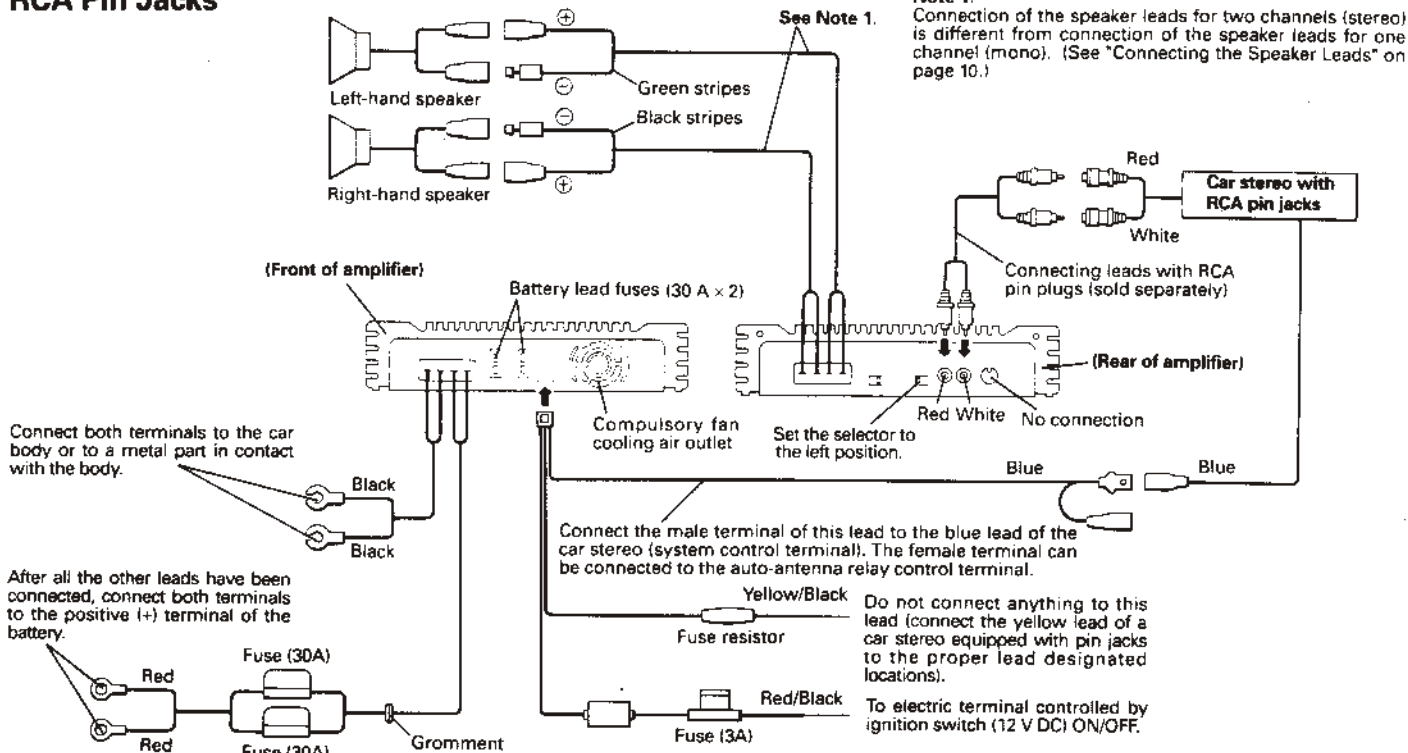 RCA Pin Jacks
Note 1.
Connection of the speaker leads for two channels (stereo)
is different from connection of the speaker leads for one
channel (mono). (See "Connecting the Speaker Leads" on
page 10.)
See Note 1.
⊕
⊖
Green stripes
Left-hand speaker
⊖
Black stripes
⊕
Right-hand speaker
Red
Car stereo with
RCA pin jacks
White
Connecting leads with RCA
pin plugs (sold separately)
(Front of amplifier)
Battery lead fuses (30 A × 2)
(Rear of amplifier)
Compulsory fan
cooling air outlet
Red White
No connection
Set the selector to
the left position.
Connect both terminals to the car
body or to a metal part in contact
with the body.
Black
Black
Blue
Blue
Connect the male terminal of this lead to the blue lead of the
car stereo (system control terminal). The female terminal can
be connected to the auto-antenna relay control terminal.
After all the other leads have been
connected, connect both terminals
to the positive (+) terminal of the
battery.
Yellow/Black
Fuse resistor
Do not connect anything to this
lead (connect the yellow lead of a
car stereo equipped with pin jacks
to the proper lead designated
locations).
Red
Fuse (30A)
Red
Fuse (30A)
Gromment
Red/Black
Fuse (3A)
To electric terminal controlled by
ignition switch (12 V DC) ON/OFF.